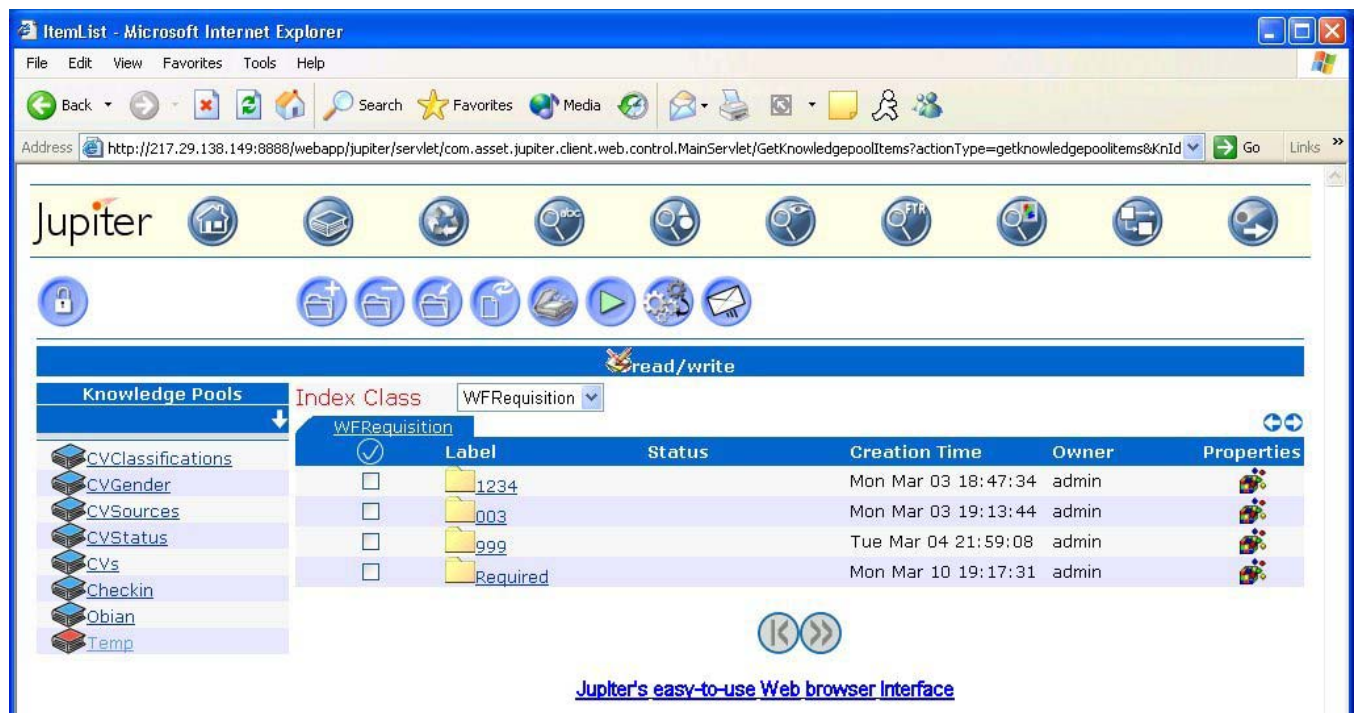 ItemList - Microsoft Internet Explorer
File Edit View Favorites Tools Help
Back Search Favorites Media
Address http://217.29.138.149:8888/webapp/jupiter/servlet/com.asset.jupiter.client.web.control.MainServlet/GetKnowledgepoolItems?actionType=getknowledgepoolitems&KnId Go Links »
Jupiter abc FTR
read/write
Knowledge Pools
Index Class WFRequisition
WFRequisition
Label Status Creation Time Owner Properties
CVClassifications
CVGender
CVSources
CVStatus
CVs
Checkin
Obian
Temp
1234 Mon Mar 03 18:47:34 admin
003 Mon Mar 03 19:13:44 admin
999 Tue Mar 04 21:59:08 admin
Required Mon Mar 10 19:17:31 admin
Jupiter's easy-to-use Web browser Interface